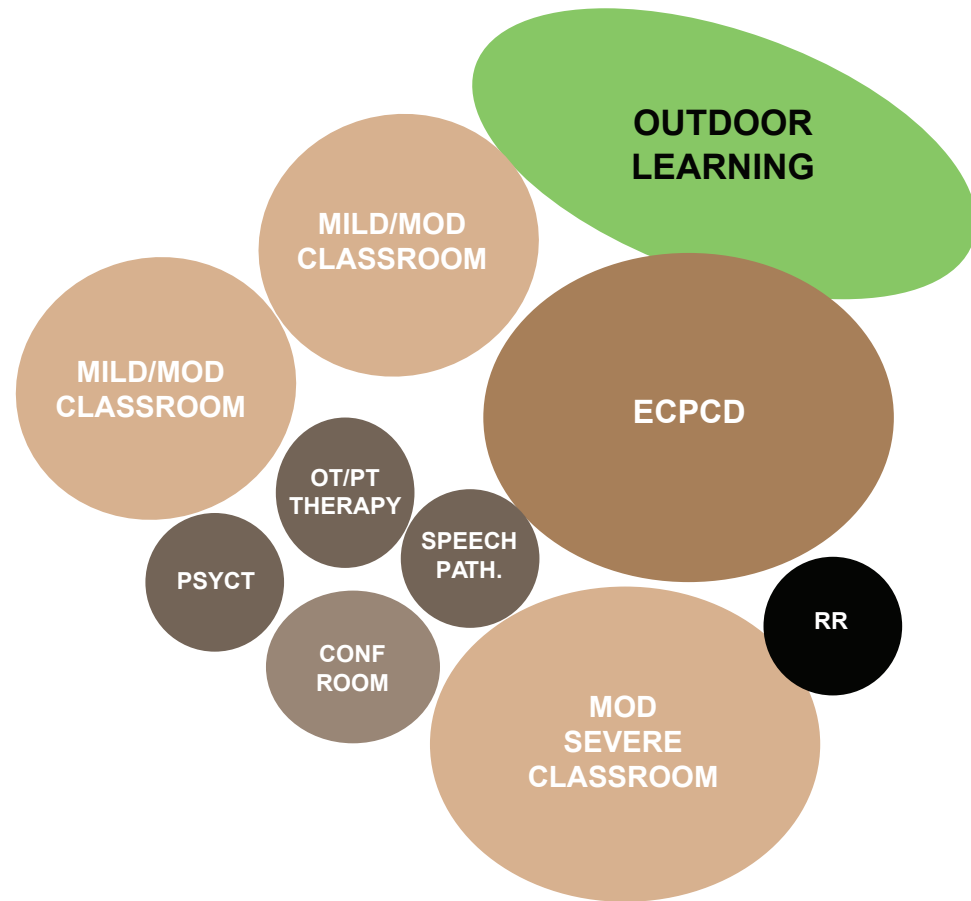 OUTDOOR
LEARNING
MILD/MOD
CLASSROOM
MILD/MOD
CLASSROOM
ECPCD
OT/PT
THERAPY
SPEECH
PATH.
PSYCT
RR
CONF
ROOM
MOD
SEVERE
CLASSROOM